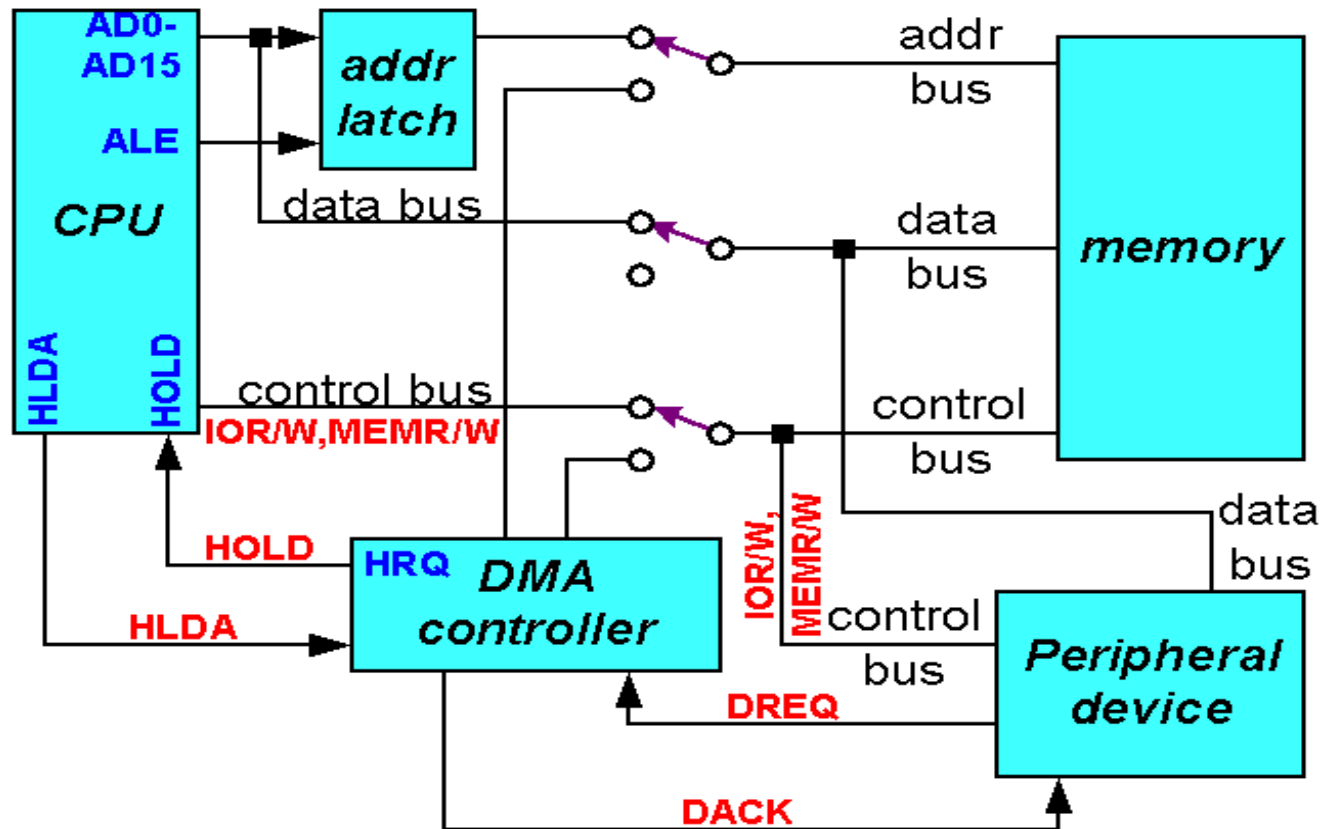 AD0-
AD15
ALE
CPU
HLDA
HOLD
addr
latch
addr
bus
data bus
data
bus
memory
control bus
IOR/W,MEMR/W
control
bus
HOLD
HLDA
HRQ
DMA
controller
IOR/W,
MEMR/W
control
bus
data
bus
Peripheral
device
DREQ
DACK